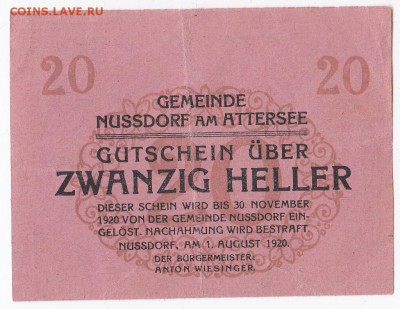 COINS.LAVE.RU
20 20
GEMEINDE
NUSSDORF AM ATTERSEE
GUTSCHEIN ÜBER
ZWANZIG HELLER
DIESER SCHEIN WIRD BIS 30. NOVEMBER
1920 VON DER GEMEINDE NUSSDORF EIN-
GELÖST. NACHAHMUNG WIRD BESTRAFT.
NUSSDORF, AM 1. AUGUST 1920.
DER BÜRGERMEISTER:
ANTON WIESINGER.